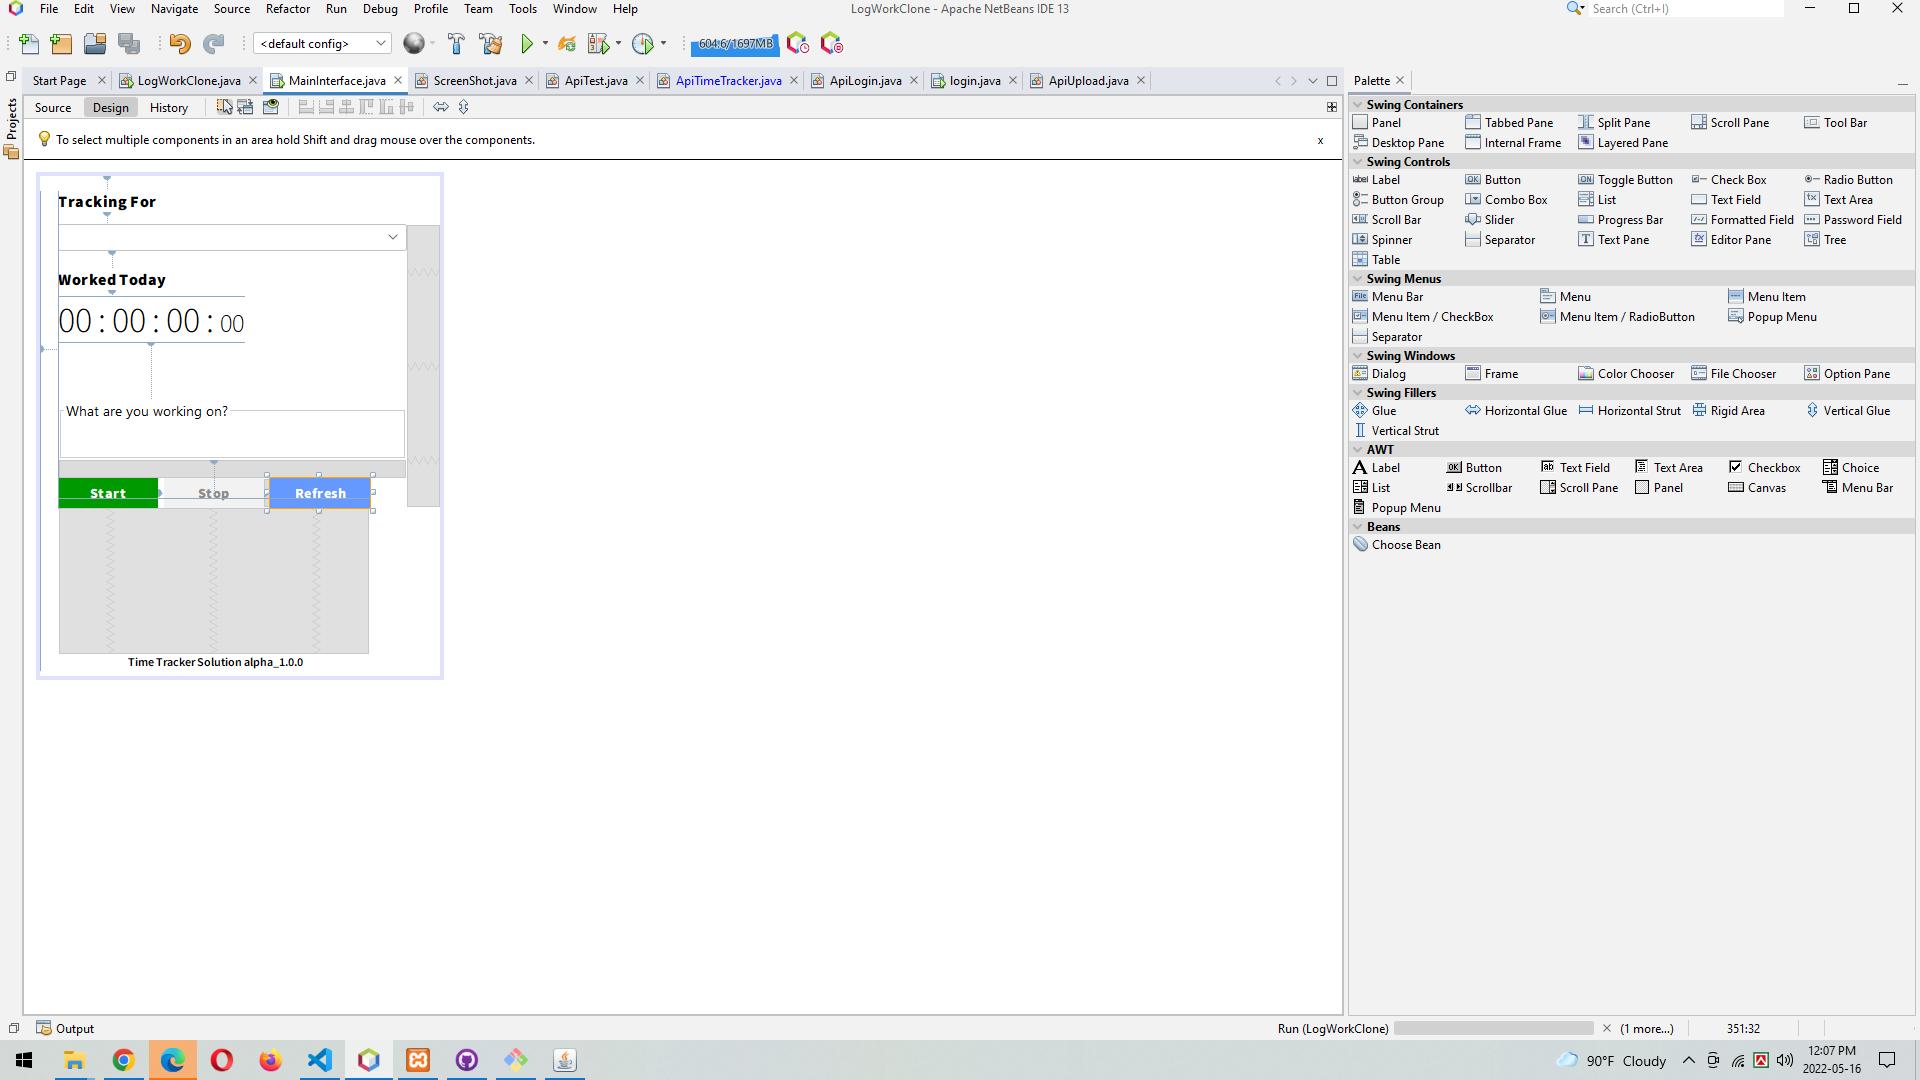 File Edit View Navigate Source Refactor Run Debug Profile Team Tools Window Help
LogWorkClone - Apache NetBeans IDE 13
Search (Ctrl+I)
<default config>
604.6/1697MB
Start Page
LogWorkClone.java
MainInterface.java
ScreenShot.java
ApiTest.java
ApiTimeTracker.java
ApiLogin.java
login.java
ApiUpload.java
Palette
Projects
Source Design History
To select multiple components in an area hold Shift and drag mouse over the components.
x
Tracking For
Worked Today
00 : 00 : 00 : 00
What are you working on?
Start Stop Refresh
Time Tracker Solution alpha_1.0.0
Swing Containers
Panel Tabbed Pane Split Pane Scroll Pane Tool Bar
Desktop Pane Internal Frame Layered Pane
Swing Controls
label Label OK Button ON Toggle Button Check Box Radio Button
Button Group Combo Box List Text Field Text Area
Scroll Bar Slider Progress Bar Formatted Field Password Field
Spinner Separator Text Pane Editor Pane Tree
Table
Swing Menus
File Menu Bar Menu Menu Item
Menu Item / CheckBox Menu Item / RadioButton Popup Menu
Separator
Swing Windows
Dialog Frame Color Chooser File Chooser Option Pane
Swing Fillers
Glue Horizontal Glue Horizontal Strut Rigid Area Vertical Glue
Vertical Strut
AWT
A Label OK Button Text Field Text Area Checkbox Choice
List Scrollbar Scroll Pane Panel Canvas Menu Bar
Popup Menu
Beans
Choose Bean
Output
Run (LogWorkClone)
(1 more...)
351:32
90°F Cloudy
12:07 PM
2022-05-16